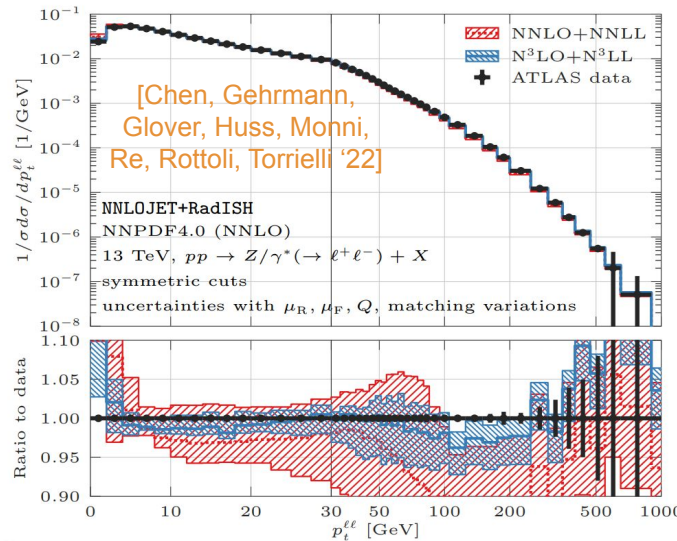 10⁻¹
10⁻²
10⁻³
10⁻⁴
10⁻⁵
10⁻⁶
10⁻⁷
10⁻⁸
1/σ dσ/dp_t^ℓℓ [1/GeV]
NNLO+NNLL
N³LO+N³LL
ATLAS data
[Chen, Gehrmann,
Glover, Huss, Monni,
Re, Rottoli, Torrielli ‘22]
NNLOJET+RadISH
NNPDF4.0 (NNLO)
13 TeV, pp → Z/γ*(→ ℓ⁺ℓ⁻) + X
symmetric cuts
uncertainties with μ_R, μ_F, Q, matching variations
1.10
1.05
1.00
0.95
0.90
Ratio to data
0 10 20 30 50 100 200 500 1000
p_t^ℓℓ [GeV]